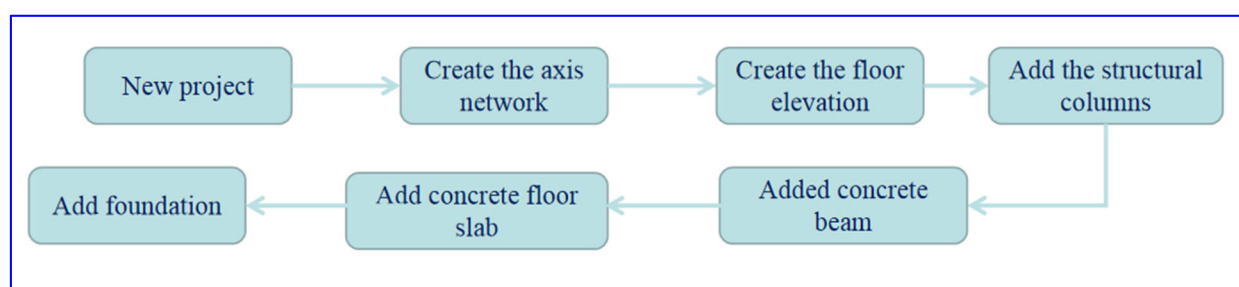 New project
Create the axis
network
Create the floor
elevation
Add the structural
columns
Added concrete
beam
Add concrete floor
slab
Add foundation